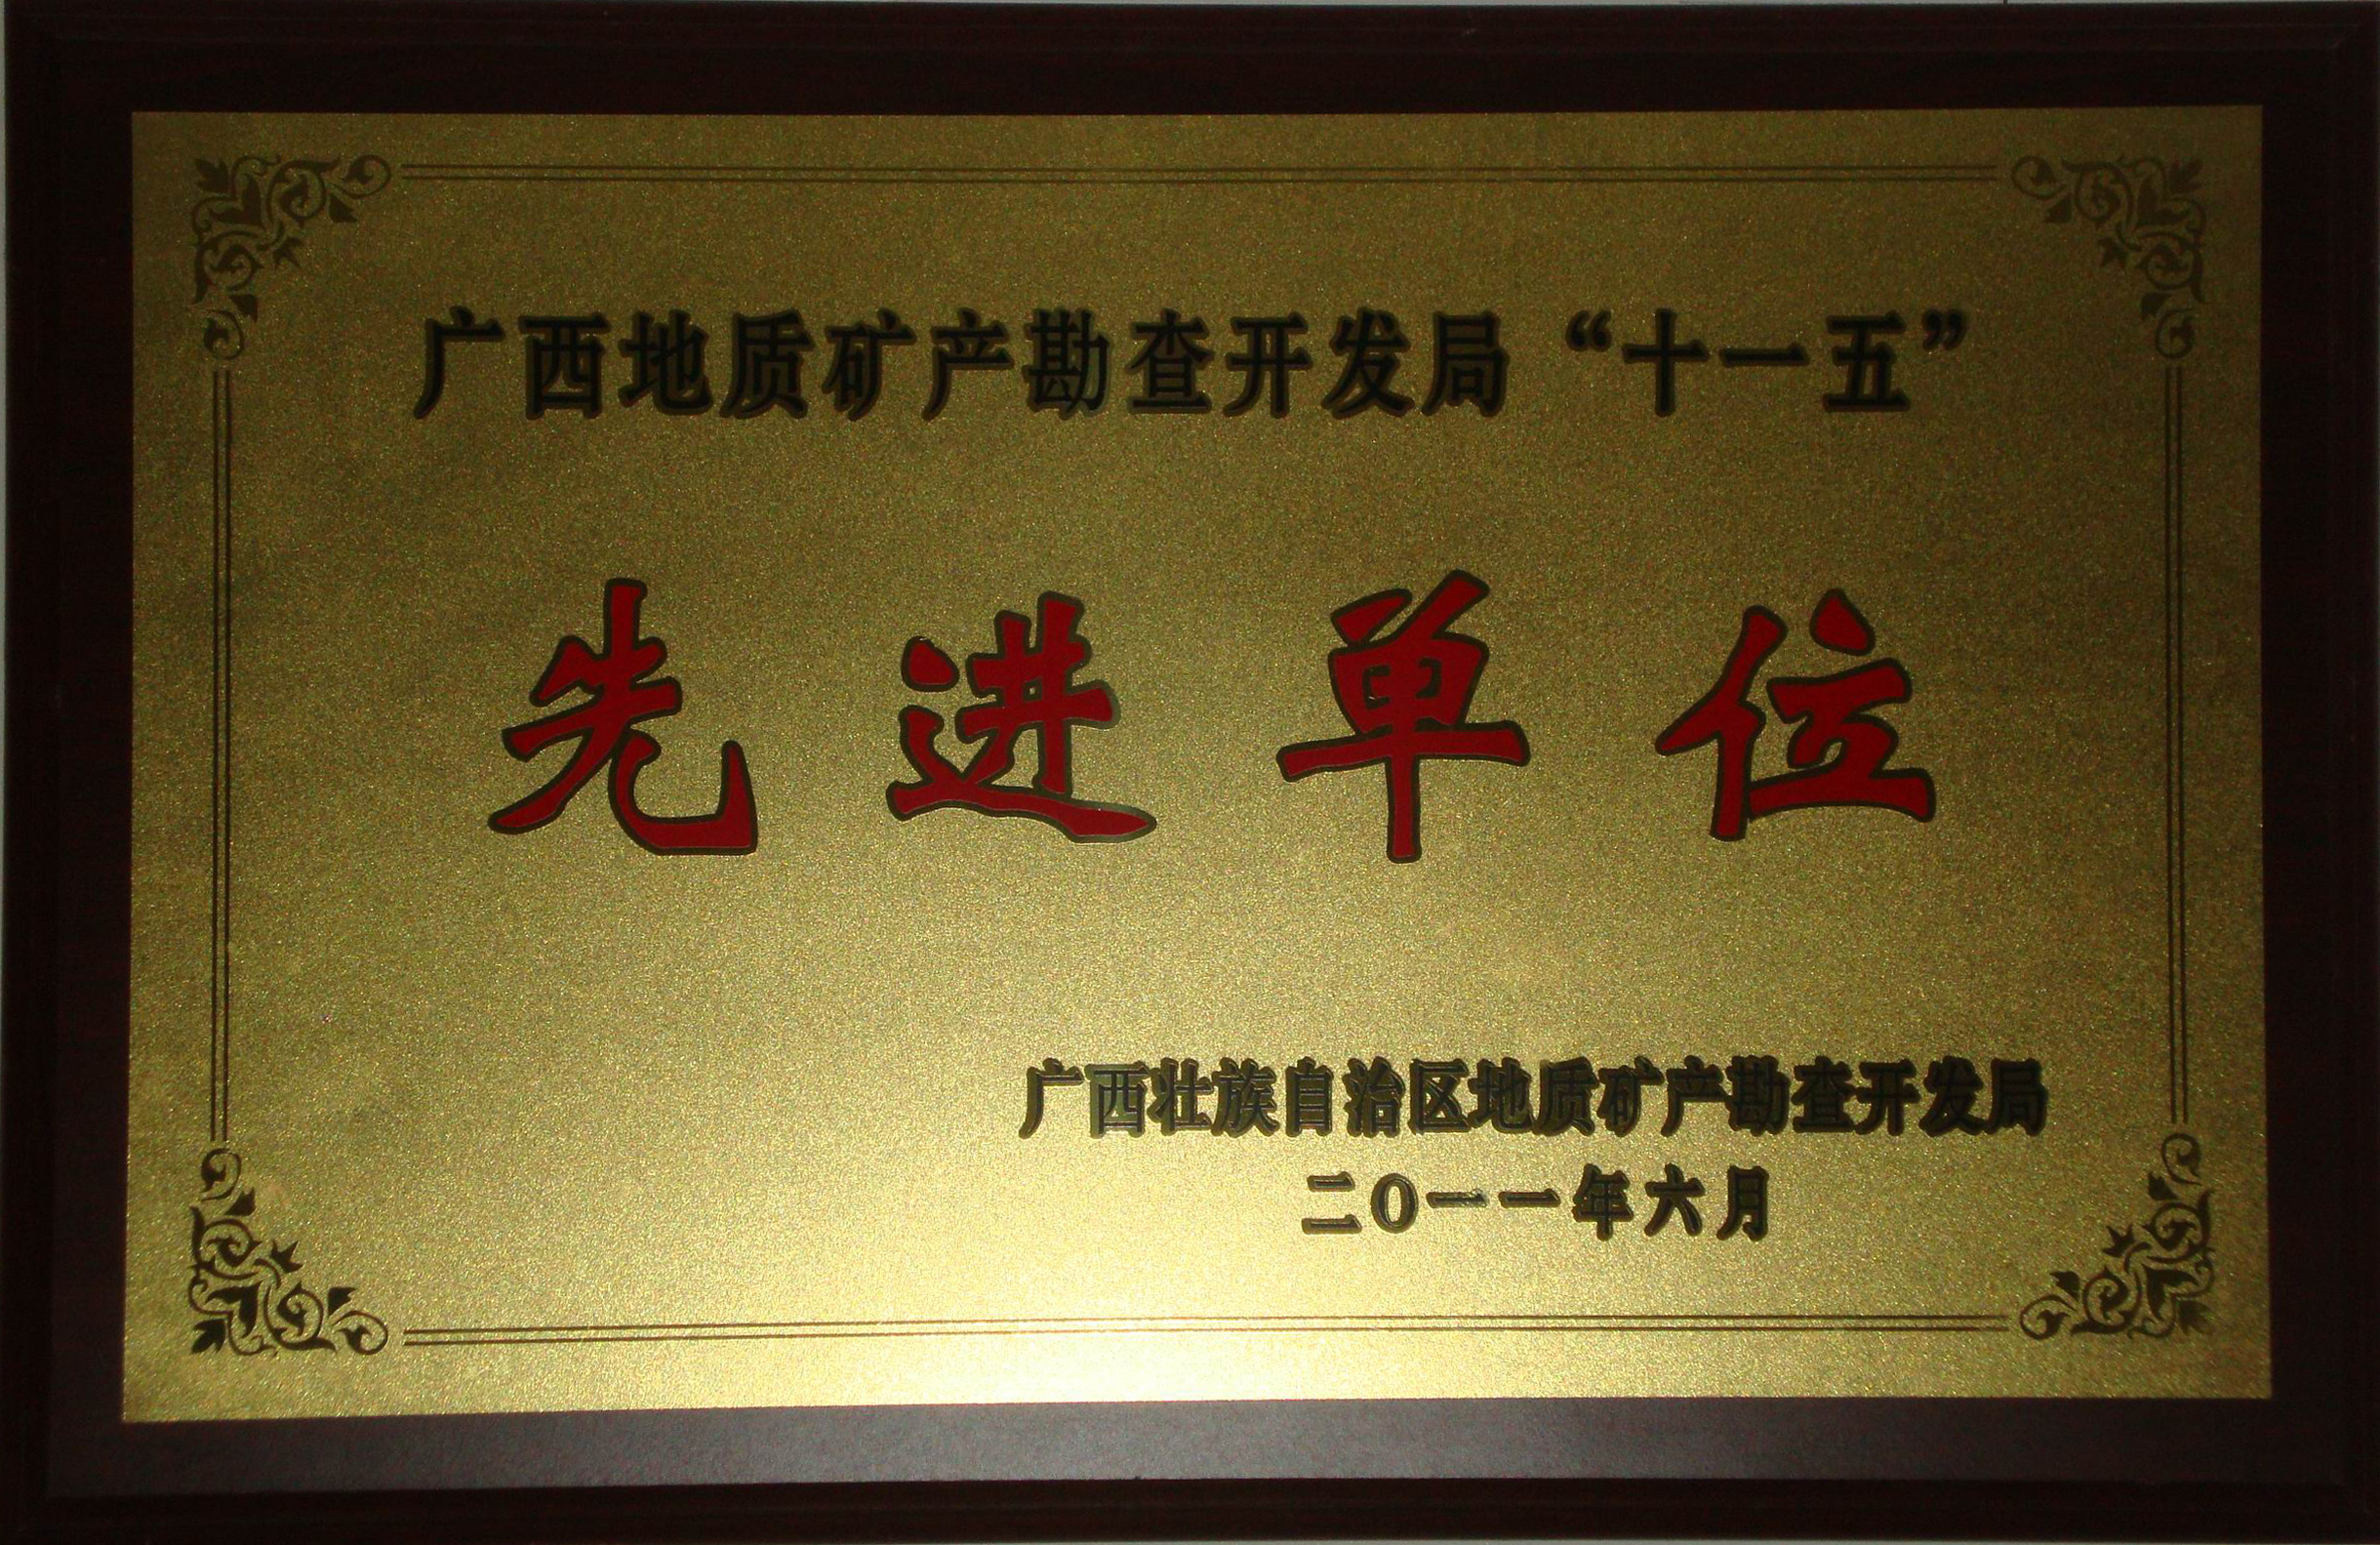 广西地质矿产勘查开发局“十一五”
先进单位
广西壮族自治区地质矿产勘查开发局
二0一一年六月